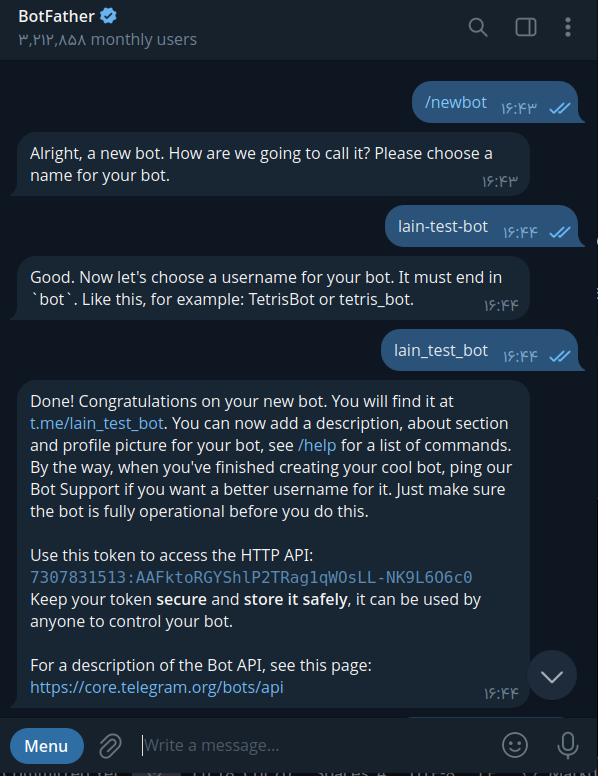 BotFather
۳,۲۱۲,۸۵۸ monthly users
/newbot ۱۶:۴۳
Alright, a new bot. How are we going to call it? Please choose a
name for your bot.
۱۶:۴۳
lain-test-bot ۱۶:۴۴
Good. Now let's choose a username for your bot. It must end in
`bot`. Like this, for example: TetrisBot or tetris_bot.
۱۶:۴۴
lain_test_bot ۱۶:۴۴
Done! Congratulations on your new bot. You will find it at
t.me/lain_test_bot. You can now add a description, about section
and profile picture for your bot, see /help for a list of commands.
By the way, when you've finished creating your cool bot, ping our
Bot Support if you want a better username for it. Just make sure
the bot is fully operational before you do this.
Use this token to access the HTTP API:
7307831513:AAFktoRGYShlP2TRag1qWOsLL-NK9L6O6c0
Keep your token secure and store it safely, it can be used by
anyone to control your bot.
For a description of the Bot API, see this page:
https://core.telegram.org/bots/api
۱۶:۴۴
Menu
Write a message...